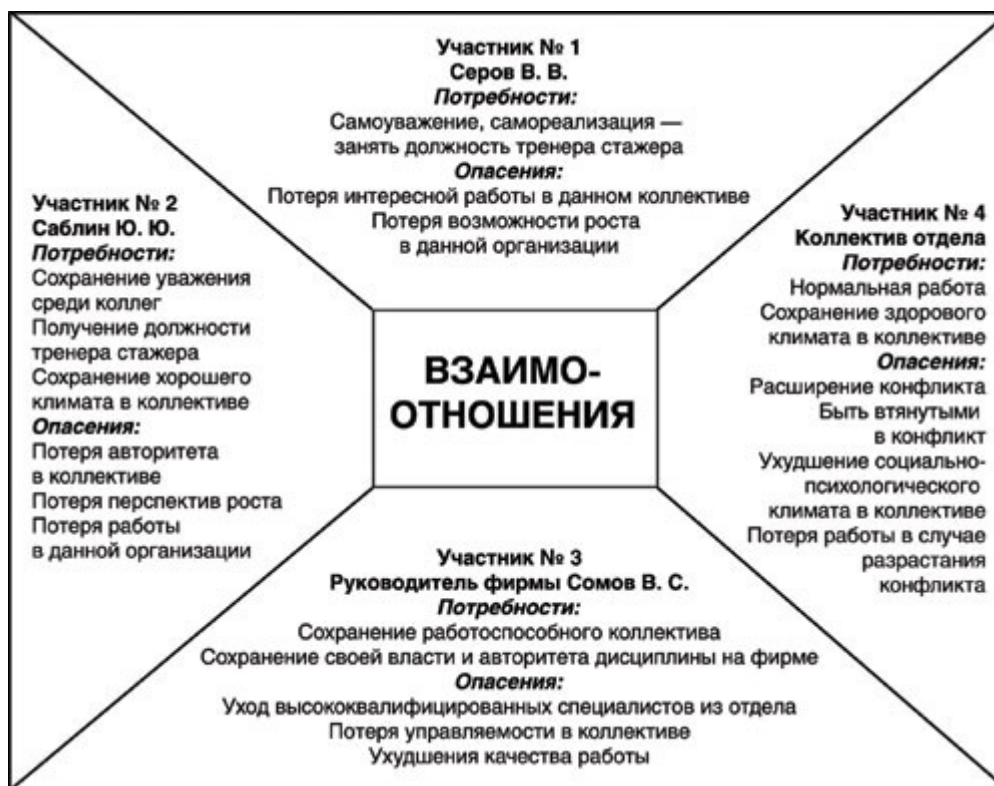 Участник № 1
Серов В. В.
Потребности:
Самоуважение, самореализация —
занять должность тренера стажера
Опасения:
Потеря интересной работы в данном коллективе
Потеря возможности роста
в данной организации
Участник № 2
Саблин Ю. Ю.
Потребности:
Сохранение уважения
среди коллег
Получение должности
тренера стажера
Сохранение хорошего
климата в коллективе
Опасения:
Потеря авторитета
в коллективе
Потеря перспектив роста
Потеря работы
в данной организации
ВЗАИМО-
ОТНОШЕНИЯ
Участник № 4
Коллектив отдела
Потребности:
Нормальная работа
Сохранение здорового
климата в коллективе
Опасения:
Расширение конфликта
Быть втянутыми
в конфликт
Ухудшение социально-
психологического
климата в коллективе
Потеря работы в случае
разрастания
конфликта
Участник № 3
Руководитель фирмы Сомов В. С.
Потребности:
Сохранение работоспособного коллектива
Сохранение своей власти и авторитета дисциплины на фирме
Опасения:
Уход высококвалифицированных специалистов из отдела
Потеря управляемости в коллективе
Ухудшения качества работы